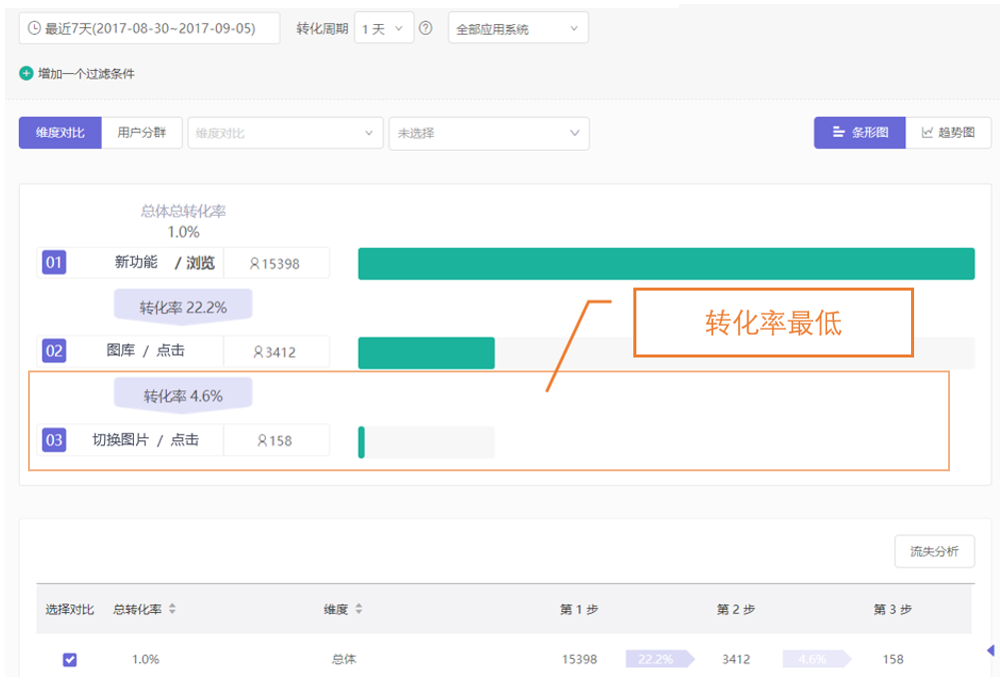 最近7天(2017-08-30~2017-09-05) 转化周期 1 天 ? 全部应用系统
增加一个过滤条件
维度对比 用户分群 维度对比 未选择 条形图 趋势图
总体总转化率
1.0%
01 新功能 / 浏览 15398
转化率 22.2%
转化率最低
02 图库 / 点击 3412
转化率 4.6%
03 切换图片 / 点击 158
流失分析
选择对比 总转化率 维度 第 1 步 第 2 步 第 3 步
1.0% 总体 15398 22.2% 3412 4.6% 158